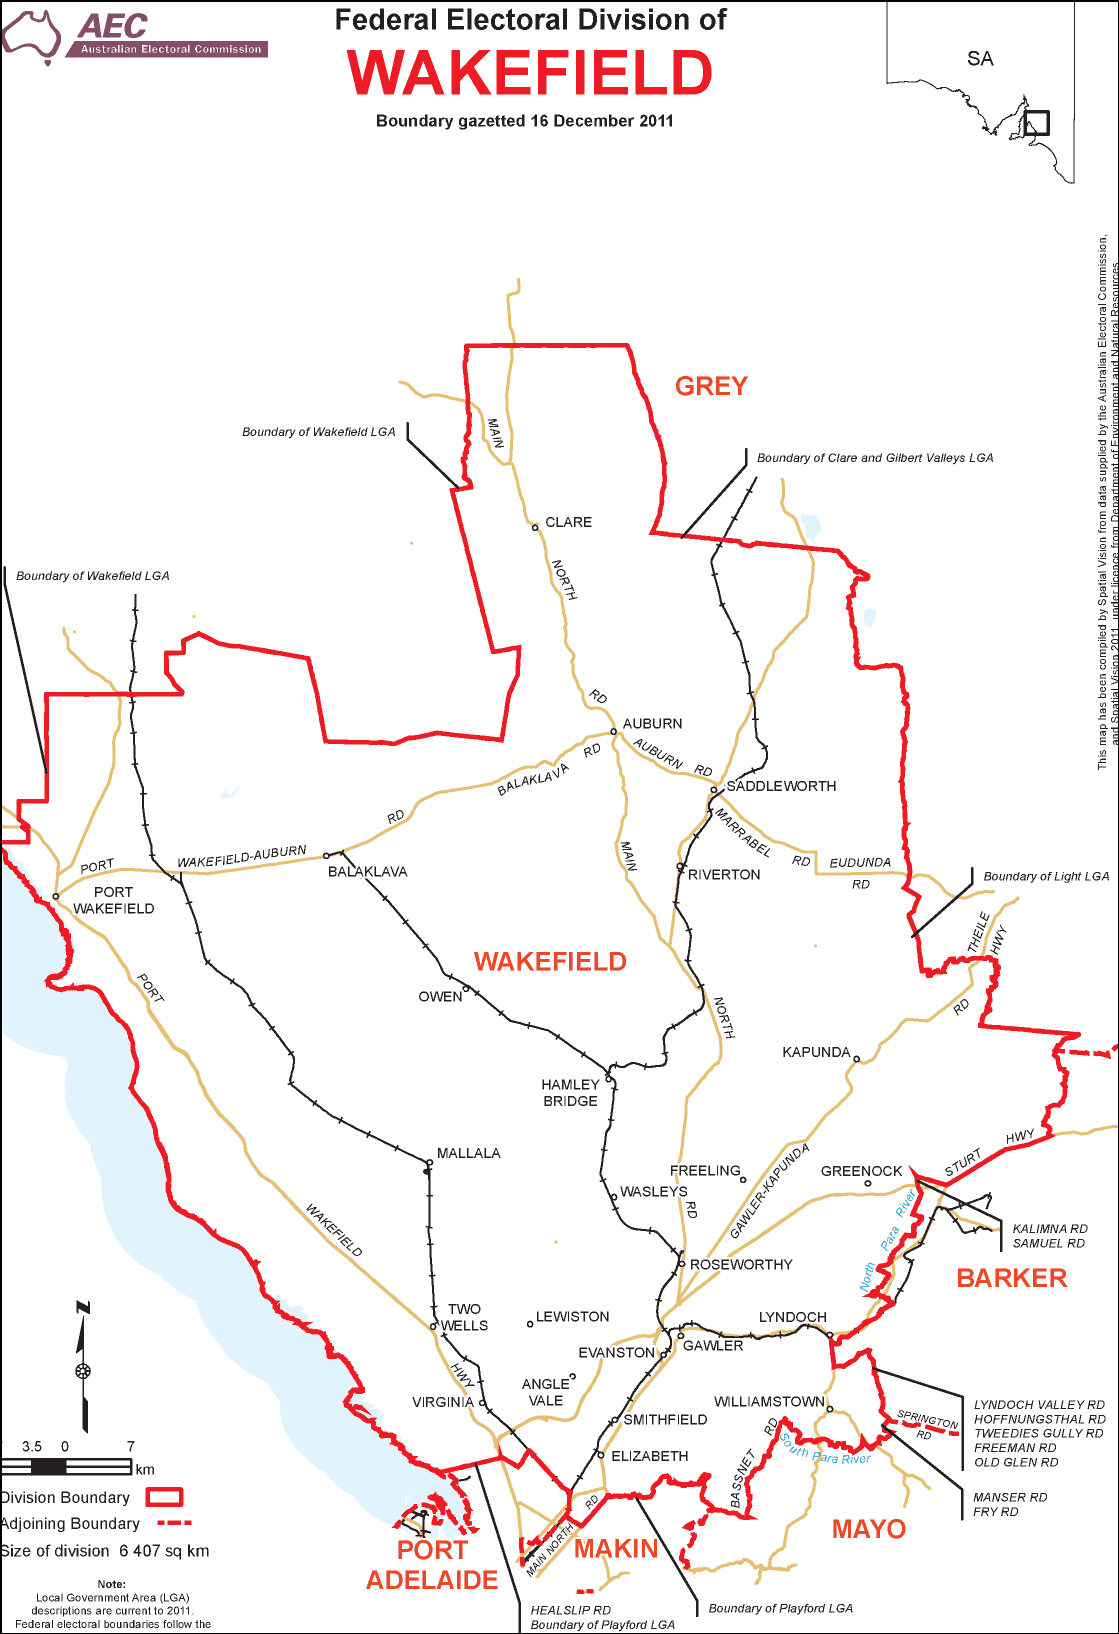 AEC
Australian Electoral Commission
Federal Electoral Division of
WAKEFIELD
Boundary gazetted 16 December 2011
SA
This map has been compiled by Spatial Vision from data supplied by the Australian Electoral Commission,
and Spatial Vision 2011, under licence from Department of Environment and Natural Resources
GREY
Boundary of Wakefield LGA
MAIN
Boundary of Clare and Gilbert Valleys LGA
CLARE
NORTH
Boundary of Wakefield LGA
RD
AUBURN
AUBURN RD
BALAKLAVA RD
SADDLEWORTH
RD
MARRABEL RD
EUDUNDA
RD
MAIN
PORT WAKEFIELD-AUBURN
BALAKLAVA
RIVERTON
Boundary of Light LGA
PORT
WAKEFIELD
THEILE
HWY
WAKEFIELD
PORT
OWEN
NORTH
RD
KAPUNDA
HAMLEY
BRIDGE
MALLALA
FREELING
GAWLER-KAPUNDA
GREENOCK
STURT HWY
WASLEYS
RD
WAKEFIELD
North Para River
KALIMNA RD
SAMUEL RD
ROSEWORTHY
BARKER
N
TWO
WELLS
LEWISTON
LYNDOCH
EVANSTON
GAWLER
HWY
ANGLE
VALE
VIRGINIA
WILLIAMSTOWN
LYNDOCH VALLEY RD
HOFFNUNGSTHAL RD
TWEEDIES GULLY RD
FREEMAN RD
OLD GLEN RD
SMITHFIELD
SPRINGTON
RD
RD
BASSNET
South Para River
ELIZABETH
3.5 0 7
km
MANSER RD
FRY RD
Division Boundary
Adjoining Boundary
Size of division 6 407 sq km
RD
MAIN NORTH
MAYO
PORT
ADELAIDE
MAKIN
Note:
Local Government Area (LGA)
descriptions are current to 2011.
Federal electoral boundaries follow the
HEALSLIP RD
Boundary of Playford LGA
Boundary of Playford LGA